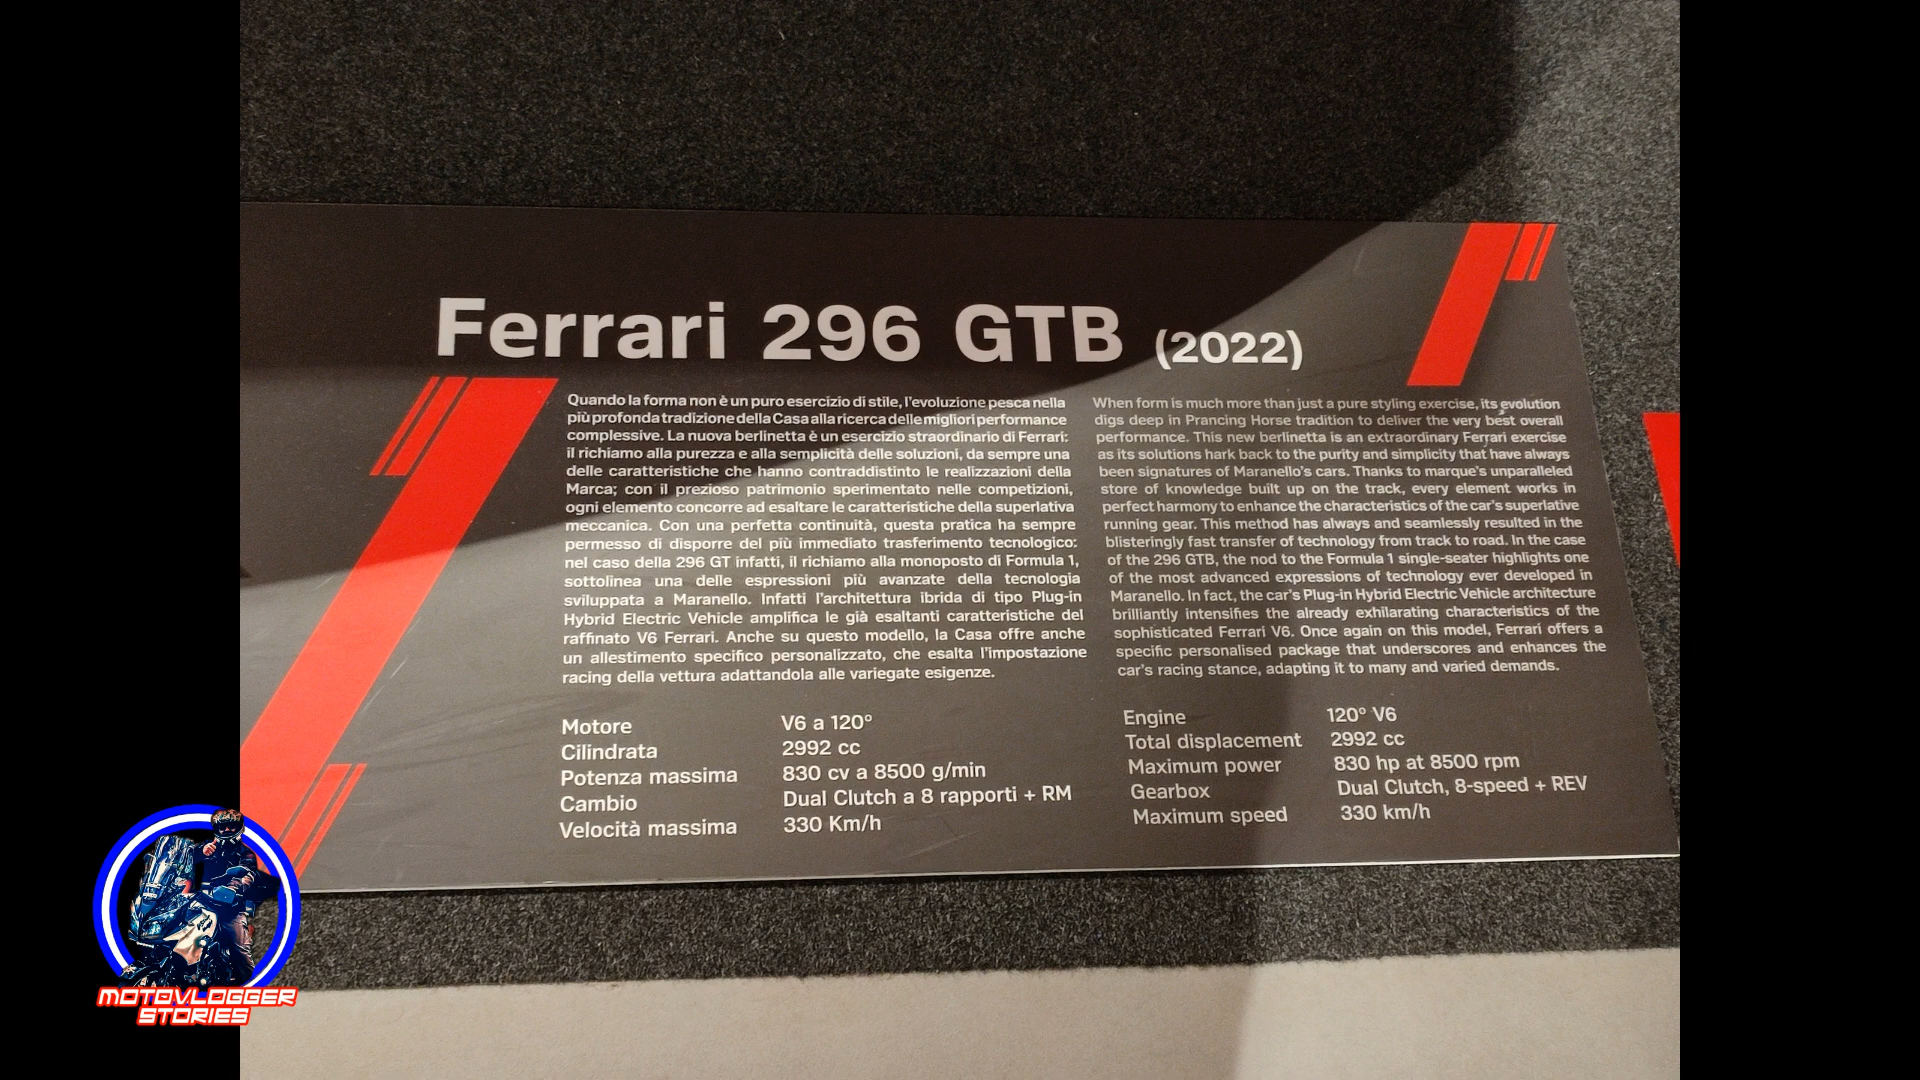 Ferrari 296 GTB (2022)
Quando la forma non è un puro esercizio di stile, l'evoluzione pesca nella
più profonda tradizione della Casa alla ricerca delle migliori performance
complessive. La nuova berlinetta è un esercizio straordinario di Ferrari:
il richiamo alla purezza e alla semplicità delle soluzioni, da sempre una
delle caratteristiche che hanno contraddistinto le realizzazioni della
Marca; con il prezioso patrimonio sperimentato nelle competizioni,
ogni elemento concorre ad esaltare le caratteristiche della superlativa
meccanica. Con una perfetta continuità, questa pratica ha sempre
permesso di disporre del più immediato trasferimento tecnologico:
nel caso della 296 GT infatti, il richiamo alla monoposto di Formula 1,
sottolinea una delle espressioni più avanzate della tecnologia
sviluppata a Maranello. Infatti l'architettura ibrida di tipo Plug-in
Hybrid Electric Vehicle amplifica le già esaltanti caratteristiche del
raffinato V6 Ferrari. Anche su questo modello, la Casa offre anche
un allestimento specifico personalizzato, che esalta l'impostazione
racing della vettura adattandola alle variegate esigenze.
Motore V6 a 120°
Cilindrata 2992 cc
Potenza massima 830 cv a 8500 g/min
Cambio Dual Clutch a 8 rapporti + RM
Velocità massima 330 Km/h
When form is much more than just a pure styling exercise, its evolution
digs deep in Prancing Horse tradition to deliver the very best overall
performance. This new berlinetta is an extraordinary Ferrari exercise
as its solutions hark back to the purity and simplicity that have always
been signatures of Maranello's cars. Thanks to marque's unparalleled
store of knowledge built up on the track, every element works in
perfect harmony to enhance the characteristics of the car's superlative
running gear. This method has always and seamlessly resulted in the
blisteringly fast transfer of technology from track to road. In the case
of the 296 GTB, the nod to the Formula 1 single-seater highlights one
of the most advanced expressions of technology ever developed in
Maranello. In fact, the car's Plug-in Hybrid Electric Vehicle architecture
brilliantly intensifies the already exhilarating characteristics of the
sophisticated Ferrari V6. Once again on this model, Ferrari offers a
specific personalised package that underscores and enhances the
car's racing stance, adapting it to many and varied demands.
Engine 120° V6
Total displacement 2992 cc
Maximum power 830 hp at 8500 rpm
Gearbox Dual Clutch, 8-speed + REV
Maximum speed 330 km/h
MOTOVLOGGER
STORIES